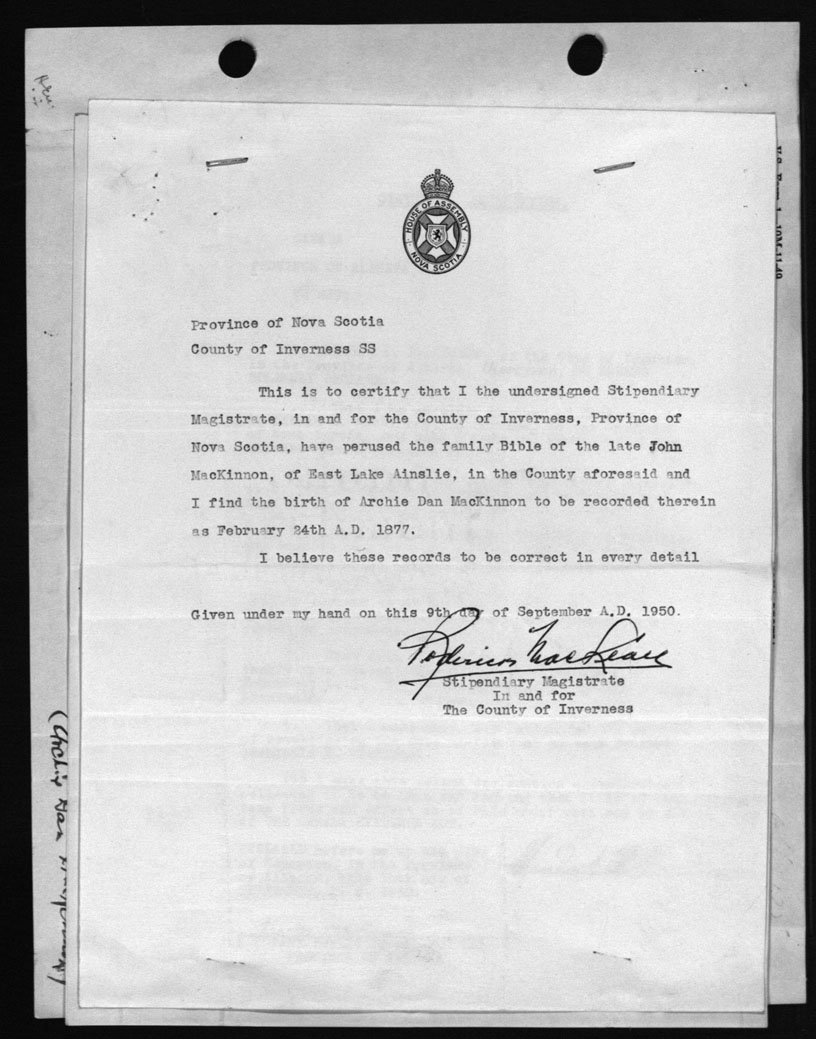 HOUSE OF ASSEMBLY
NOVA SCOTIA
Province of Nova Scotia
County of Inverness SS
This is to certify that I the undersigned Stipendiary
Magistrate, in and for the County of Inverness, Province of
Nova Scotia, have perused the family Bible of the late John
MacKinnon, of East Lake Ainslie, in the County aforesaid and
I find the birth of Archie Dan MacKinnon to be recorded therein
as February 24th A.D. 1877.
I believe these records to be correct in every detail
Given under my hand on this 9th day of September A.D. 1950.
Stipendiary Magistrate
In and for
The County of Inverness
(Archie Dan